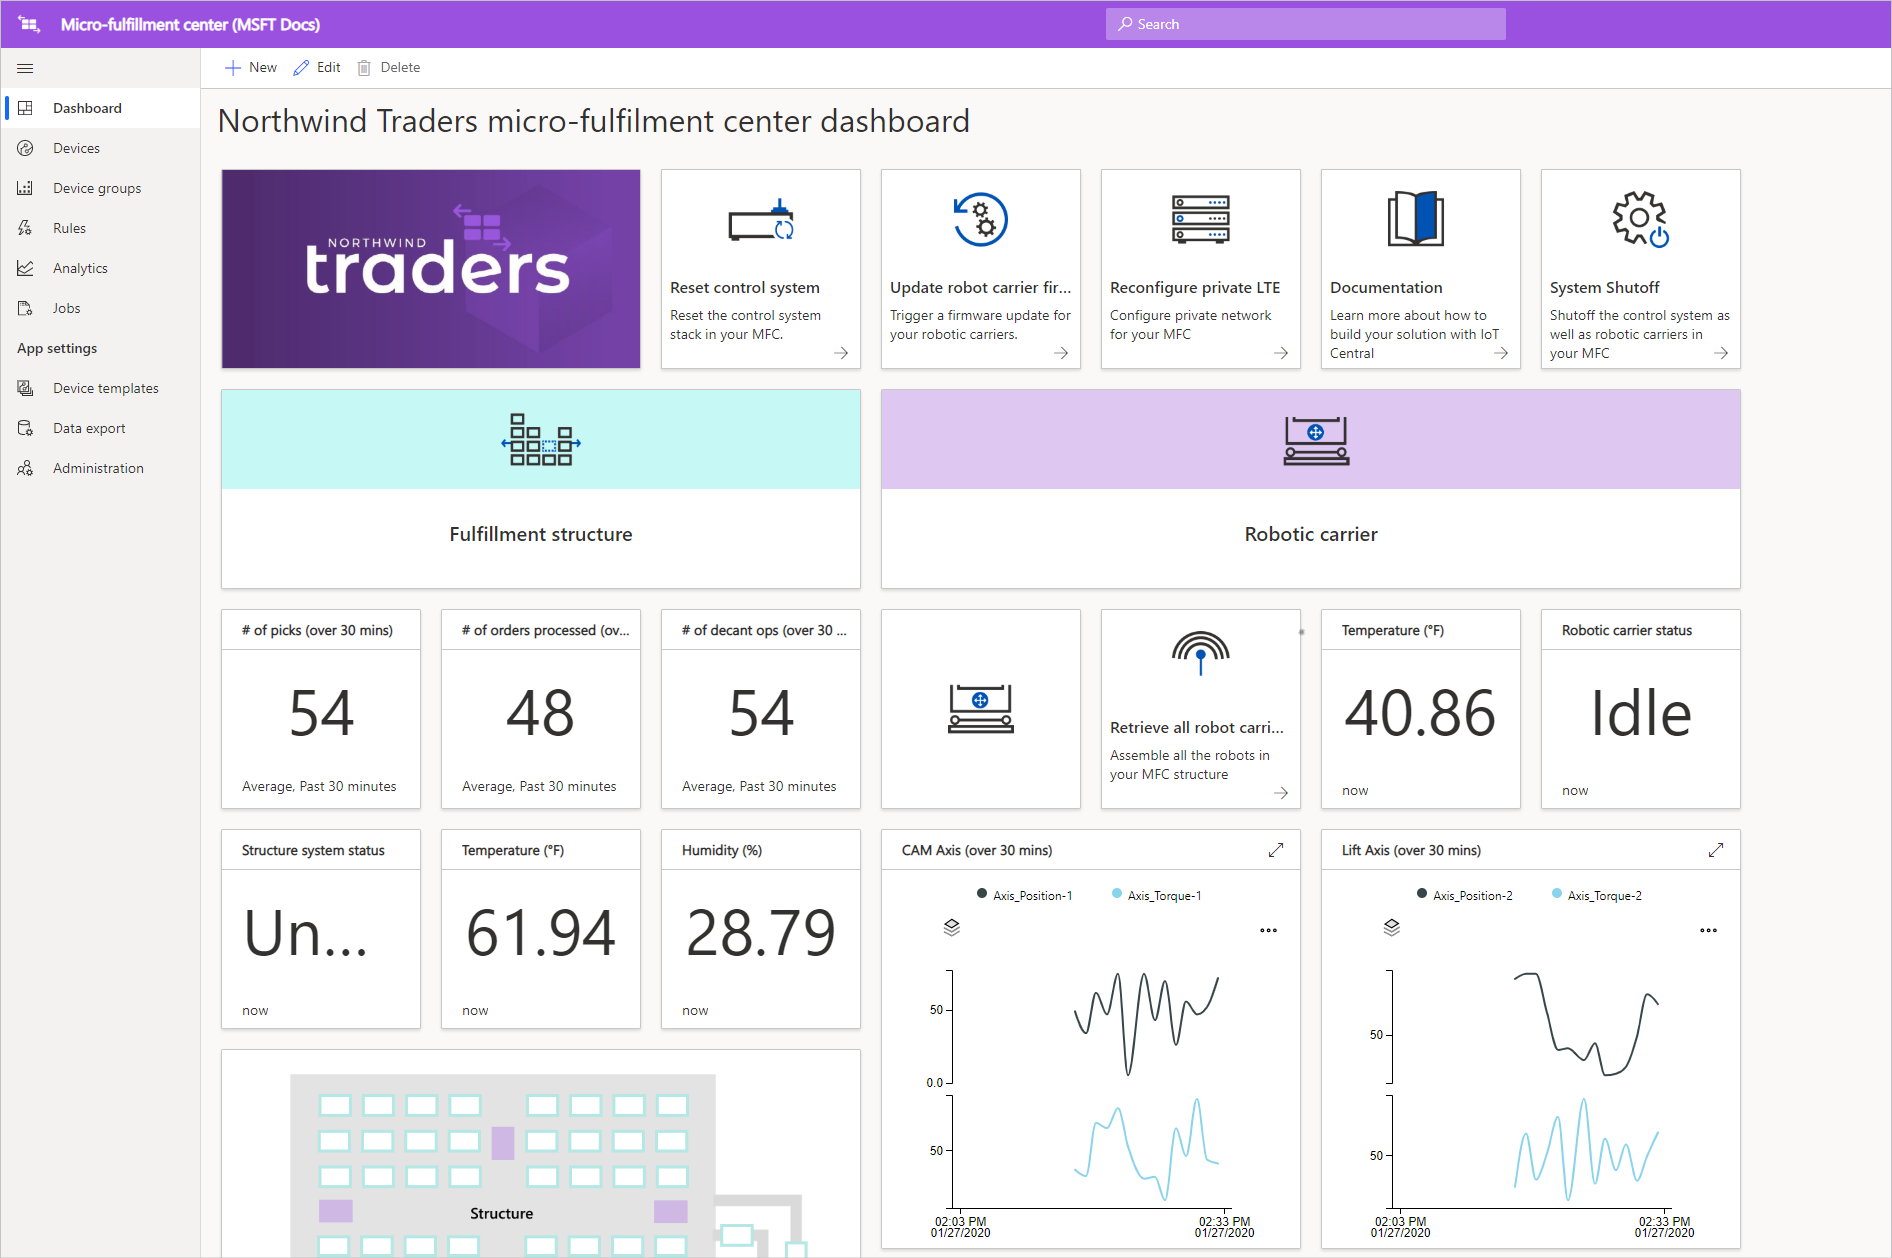 Micro-fulfillment center (MSFT Docs)
Search
New
Edit
Delete
Dashboard
Devices
Device groups
Rules
Analytics
Jobs
App settings
Device templates
Data export
Administration
Northwind Traders micro-fulfilment center dashboard
NORTHWIND
traders
Reset control system
Reset the control system
stack in your MFC.
Update robot carrier fir...
Trigger a firmware update for
your robotic carriers.
Reconfigure private LTE
Configure private network
for your MFC
Documentation
Learn more about how to
build your solution with IoT
Central
System Shutoff
Shutoff the control system as
well as robotic carriers in
your MFC
Fulfillment structure
Robotic carrier
# of picks (over 30 mins)
54
Average, Past 30 minutes
# of orders processed (ov...
48
Average, Past 30 minutes
# of decant ops (over 30 ...
54
Average, Past 30 minutes
Retrieve all robot carri...
Assemble all the robots in
your MFC structure
Temperature (°F)
40.86
now
Robotic carrier status
Idle
now
Structure system status
Un...
now
Temperature (°F)
61.94
now
Humidity (%)
28.79
now
CAM Axis (over 30 mins)
Axis_Position-1
Axis_Torque-1
50
0.0
50
02:03 PM
01/27/2020
02:33 PM
01/27/2020
Lift Axis (over 30 mins)
Axis_Position-2
Axis_Torque-2
50
50
02:03 PM
01/27/2020
02:33 PM
01/27/2020
Structure